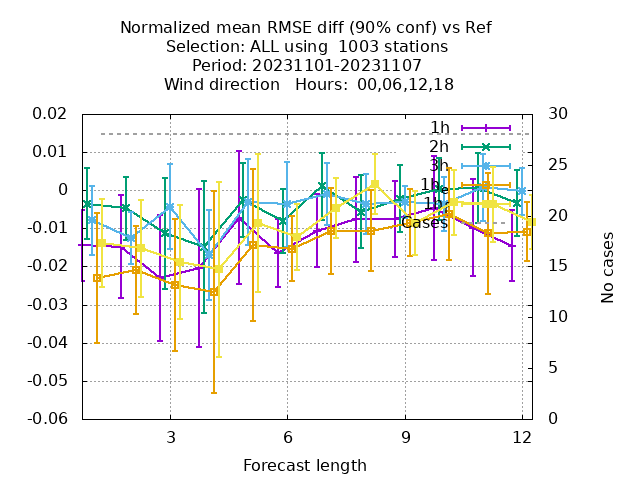 Normalized mean RMSE diff (90% conf) vs Ref
Selection: ALL using  1003 stations
Period: 20231101-20231107
Wind direction   Hours:  00,06,12,18
0.02
0.01
0
-0.01
-0.02
-0.03
-0.04
-0.05
-0.06
1h
2h
3h
Cases
30
25
20
15
10
5
0
No cases
3
6
9
12
Forecast length